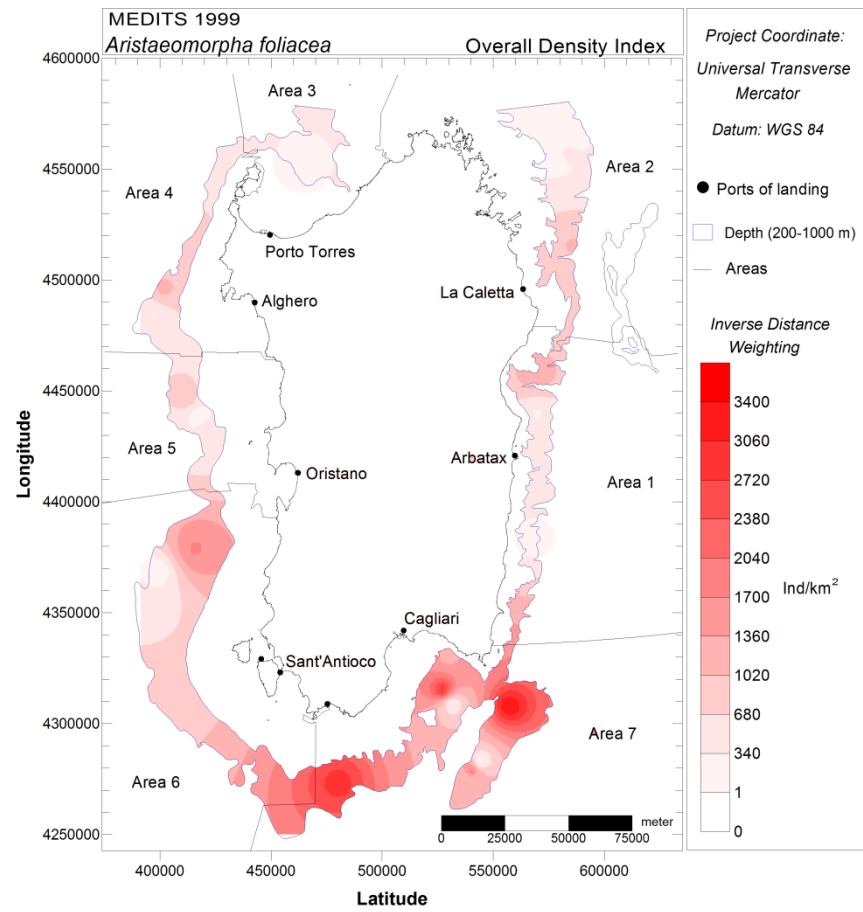 MEDITS 1999
Aristaeomorpha foliacea
Overall Density Index
4600000
4550000
4500000
4450000
4400000
4350000
4300000
4250000
Longitude
400000
450000
500000
550000
600000
Latitude
Area 3
Area 2
Area 4
Porto Torres
La Caletta
Alghero
Area 5
Arbatax
Area 1
Oristano
Cagliari
Sant'Antioco
Area 7
Area 6
meter
0
25000
50000
75000
Project Coordinate:
Universal Transverse
Mercator
Datum: WGS 84
Ports of landing
Depth (200-1000 m)
Areas
Inverse Distance
Weighting
3400
3060
2720
2380
2040
1700
1360
1020
680
340
1
0
Ind/km²